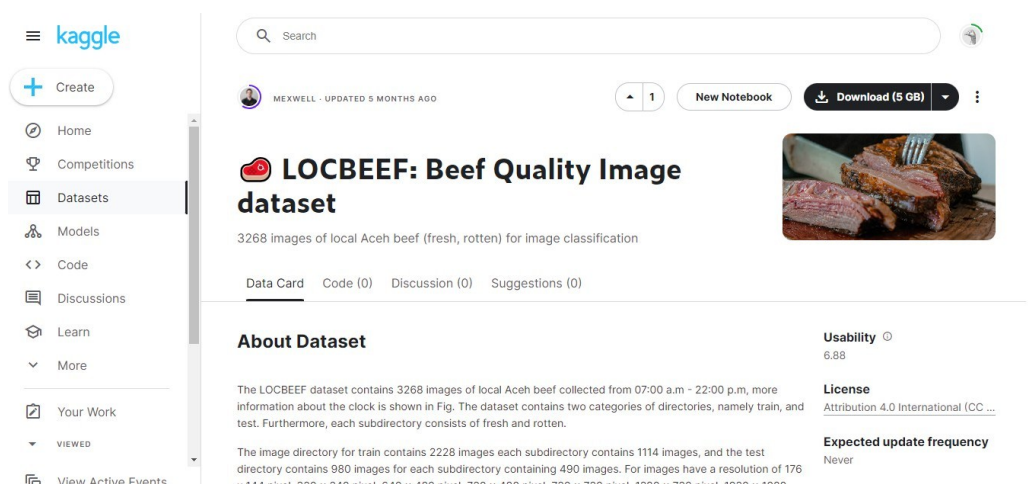 kaggle
Search
Create
MEXWELL · UPDATED 5 MONTHS AGO
1
New Notebook
Download (5 GB)
Home
Competitions
Datasets
Models
Code
Discussions
Learn
More
Your Work
VIEWED
View Active Events
LOCBEEF: Beef Quality Image
dataset
3268 images of local Aceh beef (fresh, rotten) for image classification
Data Card
Code (0)
Discussion (0)
Suggestions (0)
About Dataset
The LOCBEEF dataset contains 3268 images of local Aceh beef collected from 07:00 a.m - 22:00 p.m, more
information about the clock is shown in Fig. The dataset contains two categories of directories, namely train, and
test. Furthermore, each subdirectory consists of fresh and rotten.
The image directory for train contains 2228 images each subdirectory contains 1114 images, and the test
directory contains 980 images for each subdirectory containing 490 images. For images have a resolution of 176
Usability
6.88
License
Attribution 4.0 International (CC ...
Expected update frequency
Never